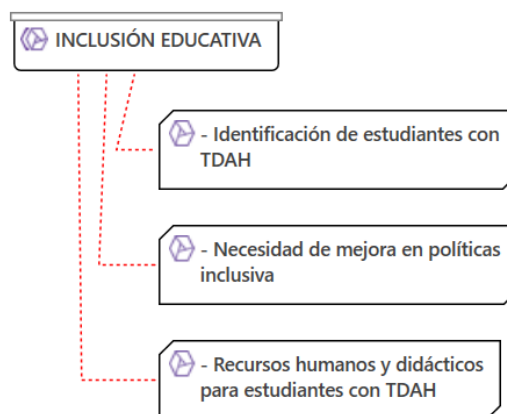 INCLUSIÓN EDUCATIVA
- Identificación de estudiantes con
TDAH
- Necesidad de mejora en políticas
inclusiva
- Recursos humanos y didácticos
para estudiantes con TDAH